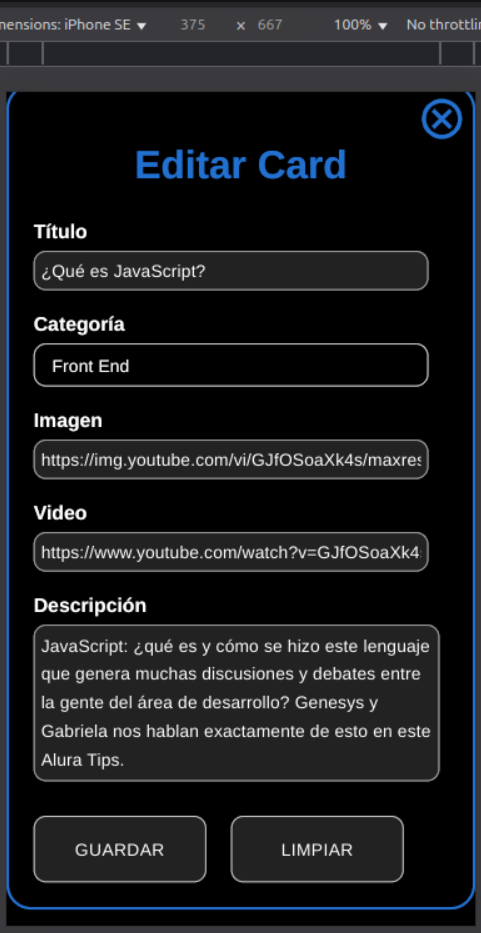 mensions: iPhone SE ▼ 375 x 667 100% ▼ No throttlin
Editar Card
Título
¿Qué es JavaScript?
Categoría
Front End
Imagen
https://img.youtube.com/vi/GJfOSoaXk4s/maxres
Video
https://www.youtube.com/watch?v=GJfOSoaXk4s
Descripción
JavaScript: ¿qué es y cómo se hizo este lenguaje
que genera muchas discusiones y debates entre
la gente del área de desarrollo? Genesys y
Gabriela nos hablan exactamente de esto en este
Alura Tips.
GUARDAR LIMPIAR